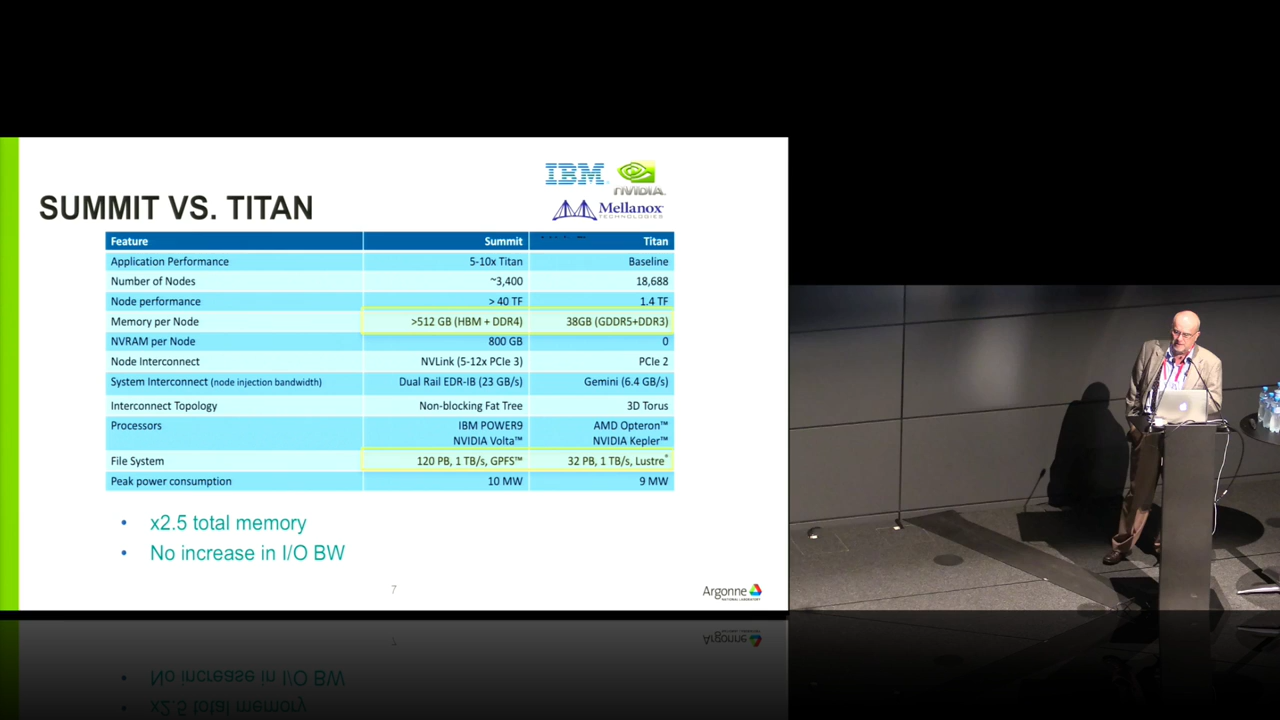 IBM
NVIDIA
Mellanox
TECHNOLOGIES
SUMMIT VS. TITAN
Feature Summit Titan
Application Performance 5-10x Titan Baseline
Number of Nodes ~3,400 18,688
Node performance > 40 TF 1.4 TF
Memory per Node >512 GB (HBM + DDR4) 38GB (GDDR5+DDR3)
NVRAM per Node 800 GB 0
Node Interconnect NVLink (5-12x PCIe 3) PCIe 2
System Interconnect (node injection bandwidth) Dual Rail EDR-IB (23 GB/s) Gemini (6.4 GB/s)
Interconnect Topology Non-blocking Fat Tree 3D Torus
Processors IBM POWER9 AMD Opteron™
NVIDIA Volta™ NVIDIA Kepler™
File System 120 PB, 1 TB/s, GPFS™ 32 PB, 1 TB/s, Lustre®
Peak power consumption 10 MW 9 MW
• x2.5 total memory
• No increase in I/O BW
7
Argonne
NATIONAL LABORATORY